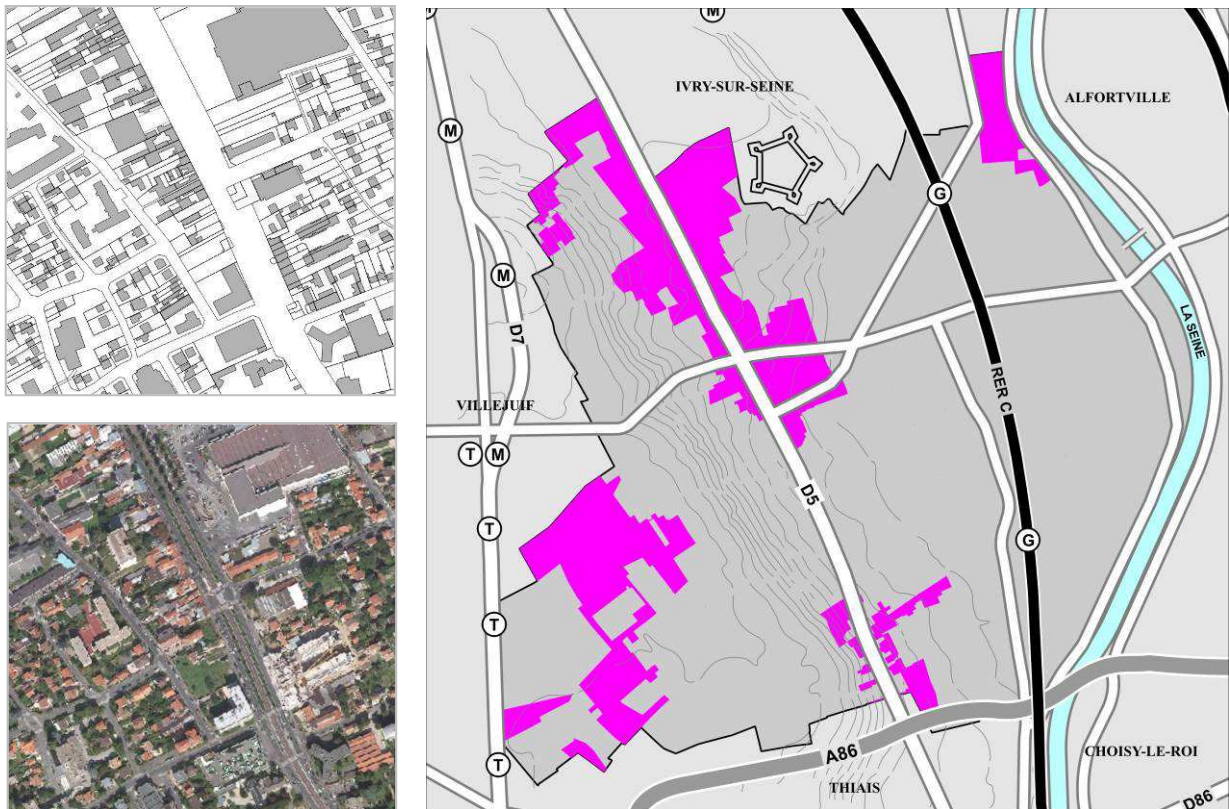 M
M
IVRY-SUR-SEINE
ALFORTVILLE
M
G
M
D7
LA SEINE
RER C
VILLEJUIF
T
M
D5
T
G
T
A86
CHOISY-LE-ROI
T
THIAIS
D86